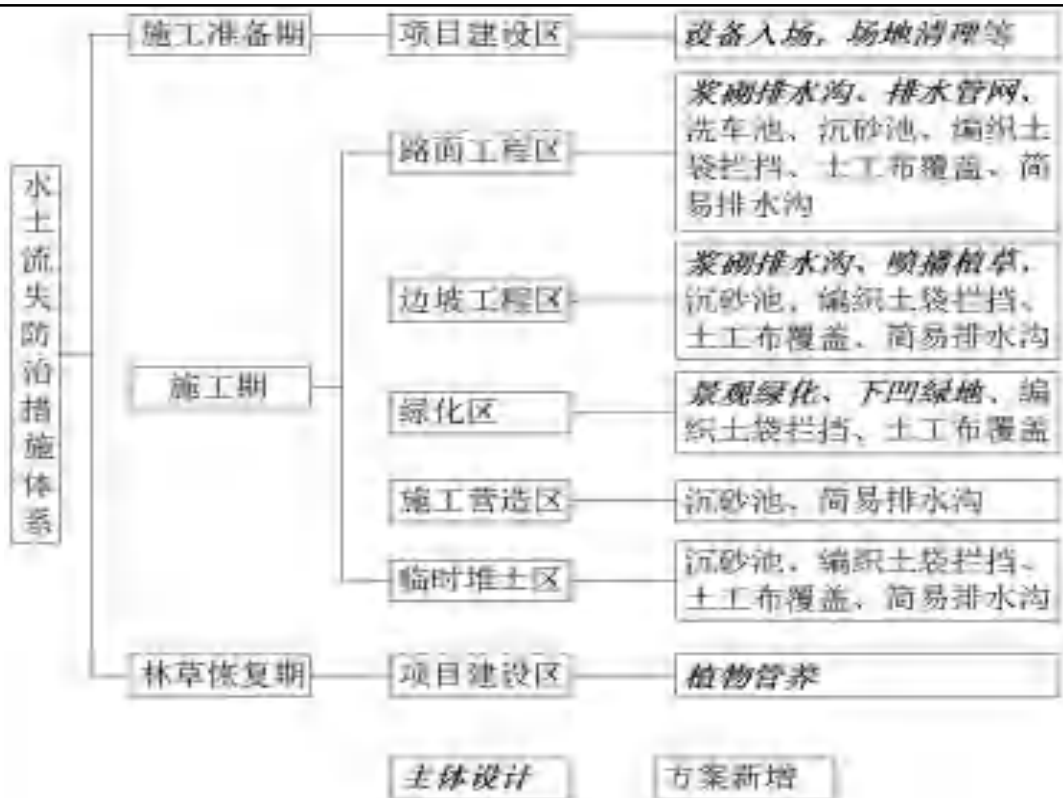 水土流失防治措施体系
施工准备期
项目建设区
设备入场，场地清理等
施工期
路面工程区
浆砌排水沟、排水管网、
洗车池、沉砂池、编织土
袋拦挡、土工布覆盖、简
易排水沟
边坡工程区
浆砌排水沟、喷播植草，
沉砂池、编织土袋拦挡、
土工布覆盖、简易排水沟
绿化区
景观绿化、下凹绿地、编
织土袋拦挡、土工布覆盖
施工营造区
沉砂池、简易排水沟
临时堆土区
沉砂池、编织土袋拦挡、
土工布覆盖、简易排水沟
林草恢复期
项目建设区
植物管养
主体设计
方案新增